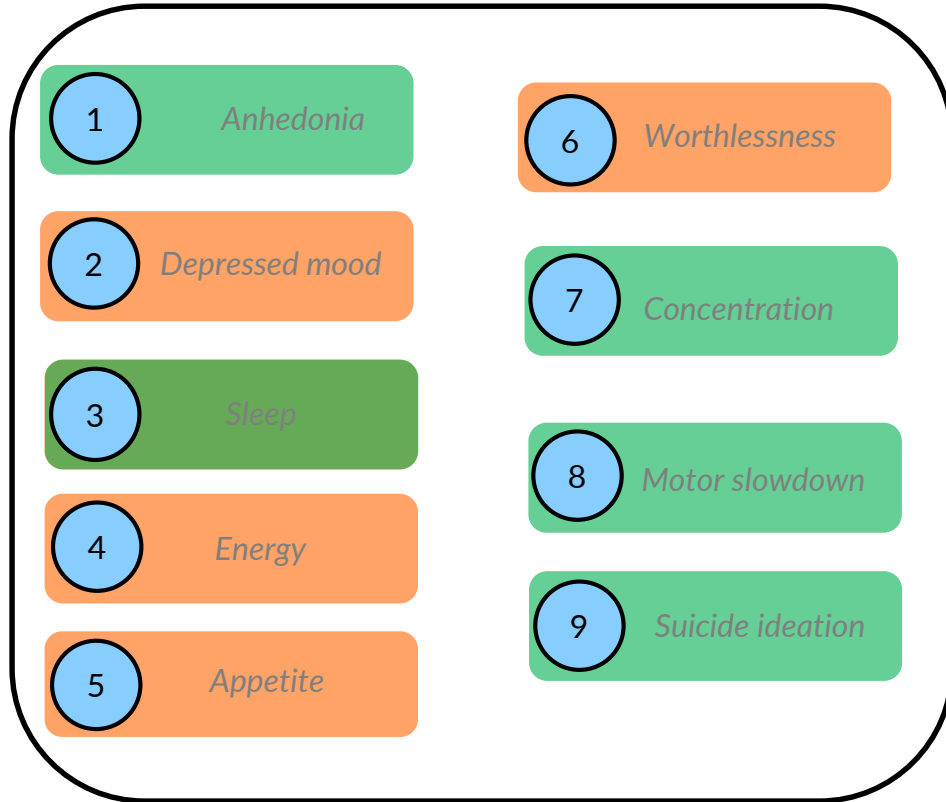 1 Anhedonia
2 Depressed mood
3 Sleep
4 Energy
5 Appetite
6 Worthlessness
7 Concentration
8 Motor slowdown
9 Suicide ideation